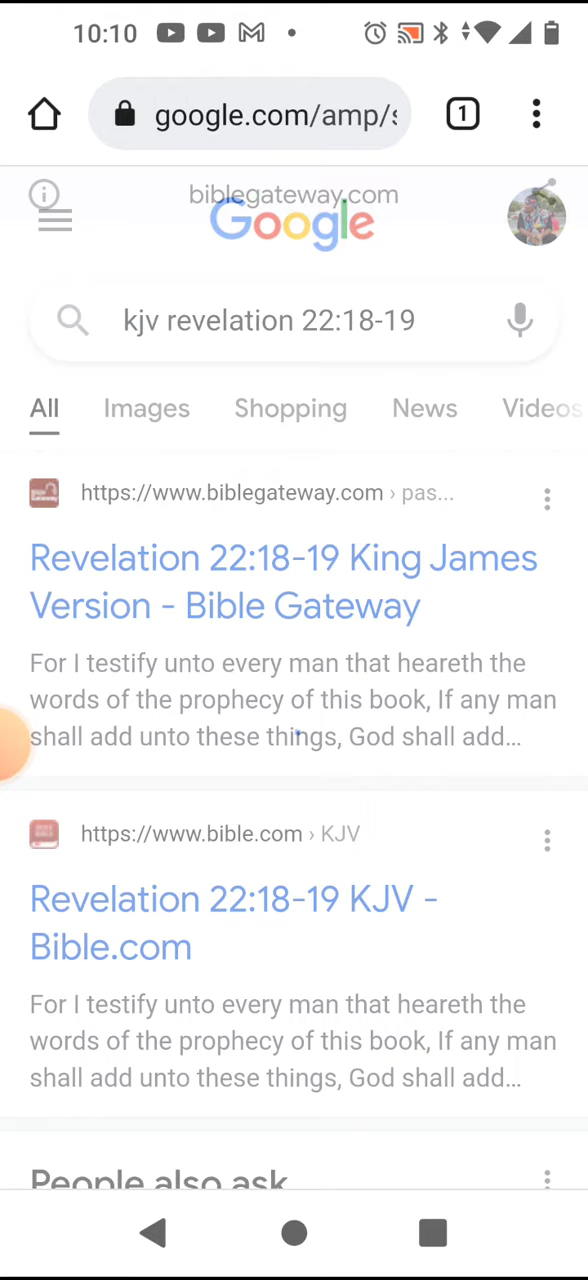 10:10
google.com/amp/s
1
biblegateway.com
Google
kjv revelation 22:18-19
All Images Shopping News Videos
https://www.biblegateway.com › pas...
Revelation 22:18-19 King James
Version - Bible Gateway
For I testify unto every man that heareth the
words of the prophecy of this book, If any man
shall add unto these things, God shall add...
https://www.bible.com › KJV
Revelation 22:18-19 KJV -
Bible.com
For I testify unto every man that heareth the
words of the prophecy of this book, If any man
shall add unto these things, God shall add...
People also ask